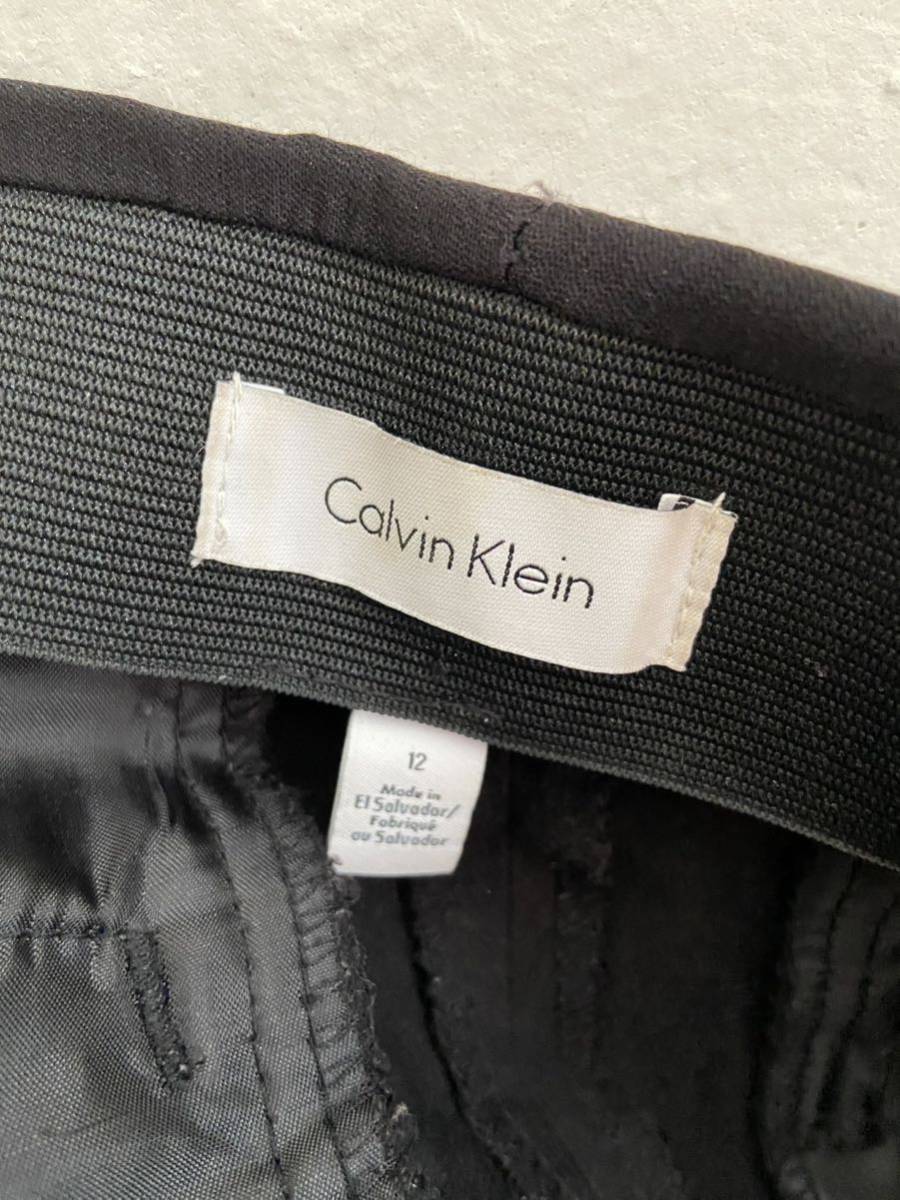 Calvin Klein
12
Made in
El Salvador/
Fabriqué
au Salvador